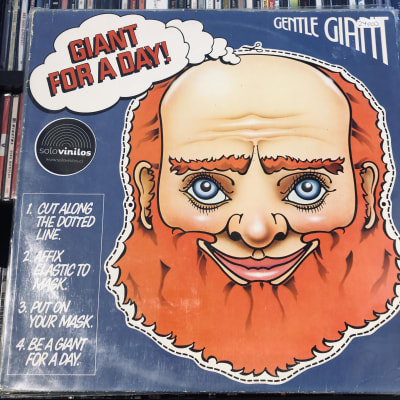 GIANT
FOR A DAY!
GENTLE GIANT
solovinilos
1. CUT ALONG
THE DOTTED
LINE.
2. AFFIX
ELASTIC TO
MASK.
3. PUT ON
YOUR MASK.
4. BE A GIANT
FOR A DAY.